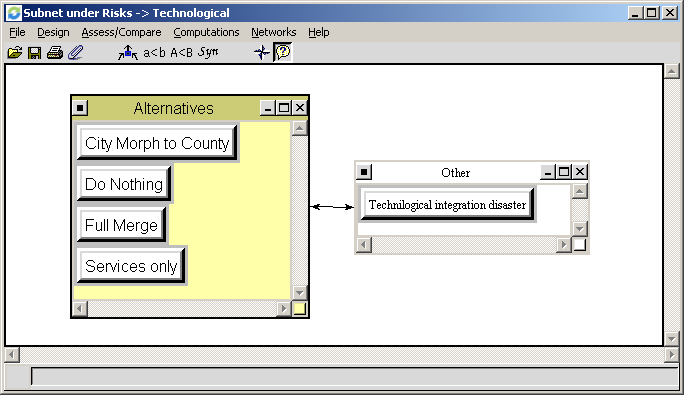 Subnet under Risks -> Technological
File Design Assess/Compare Computations Networks Help
a<b A<B Syn
Alternatives
City Morph to County
Do Nothing
Full Merge
Services only
Other
Technilogical integration disaster